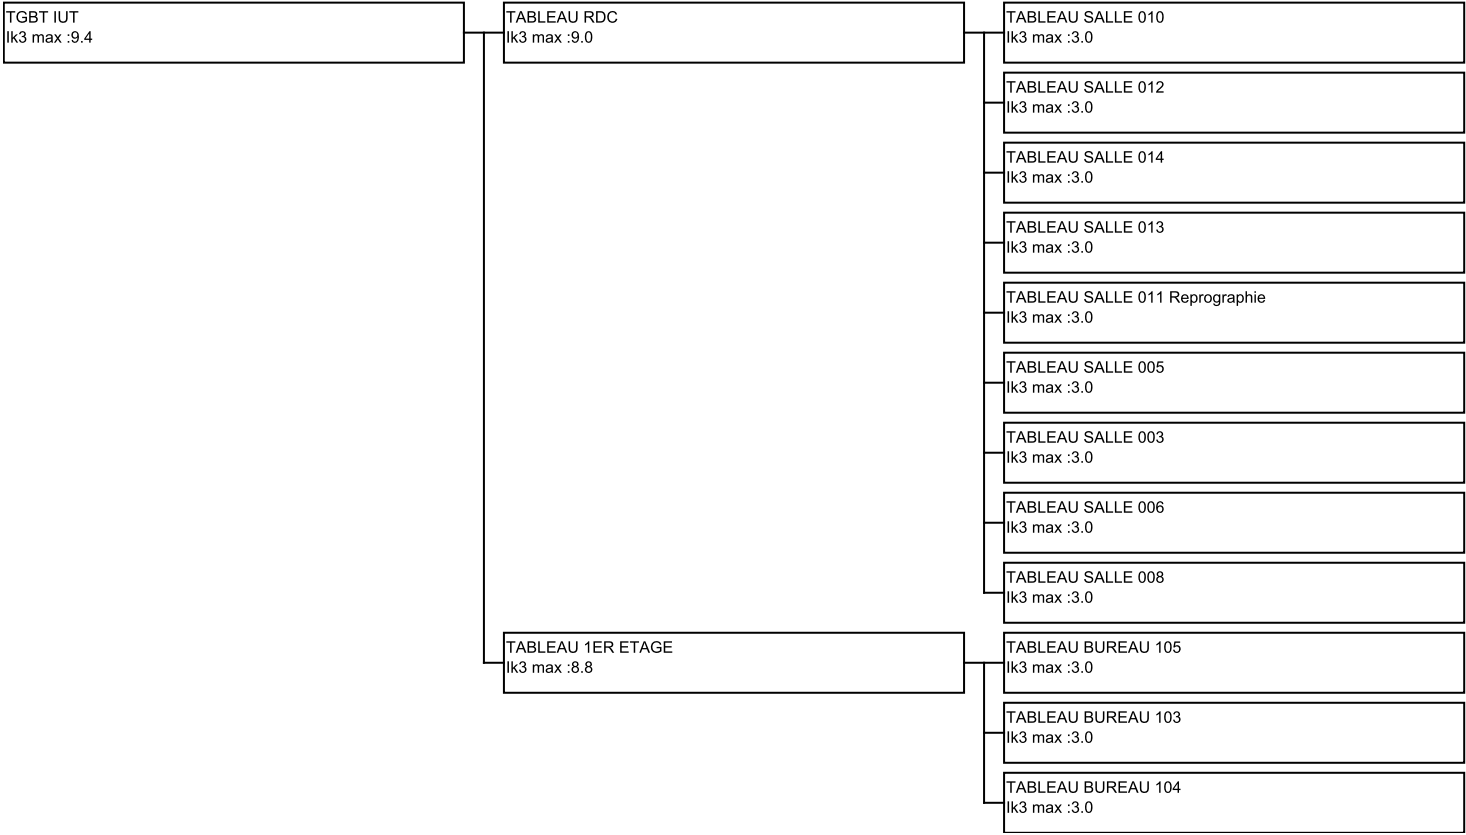 TGBT IUT
Ik3 max :9.4
TABLEAU RDC
Ik3 max :9.0
TABLEAU SALLE 010
Ik3 max :3.0
TABLEAU SALLE 012
Ik3 max :3.0
TABLEAU SALLE 014
Ik3 max :3.0
TABLEAU SALLE 013
Ik3 max :3.0
TABLEAU SALLE 011 Reprographie
Ik3 max :3.0
TABLEAU SALLE 005
Ik3 max :3.0
TABLEAU SALLE 003
Ik3 max :3.0
TABLEAU SALLE 006
Ik3 max :3.0
TABLEAU SALLE 008
Ik3 max :3.0
TABLEAU 1ER ETAGE
Ik3 max :8.8
TABLEAU BUREAU 105
Ik3 max :3.0
TABLEAU BUREAU 103
Ik3 max :3.0
TABLEAU BUREAU 104
Ik3 max :3.0